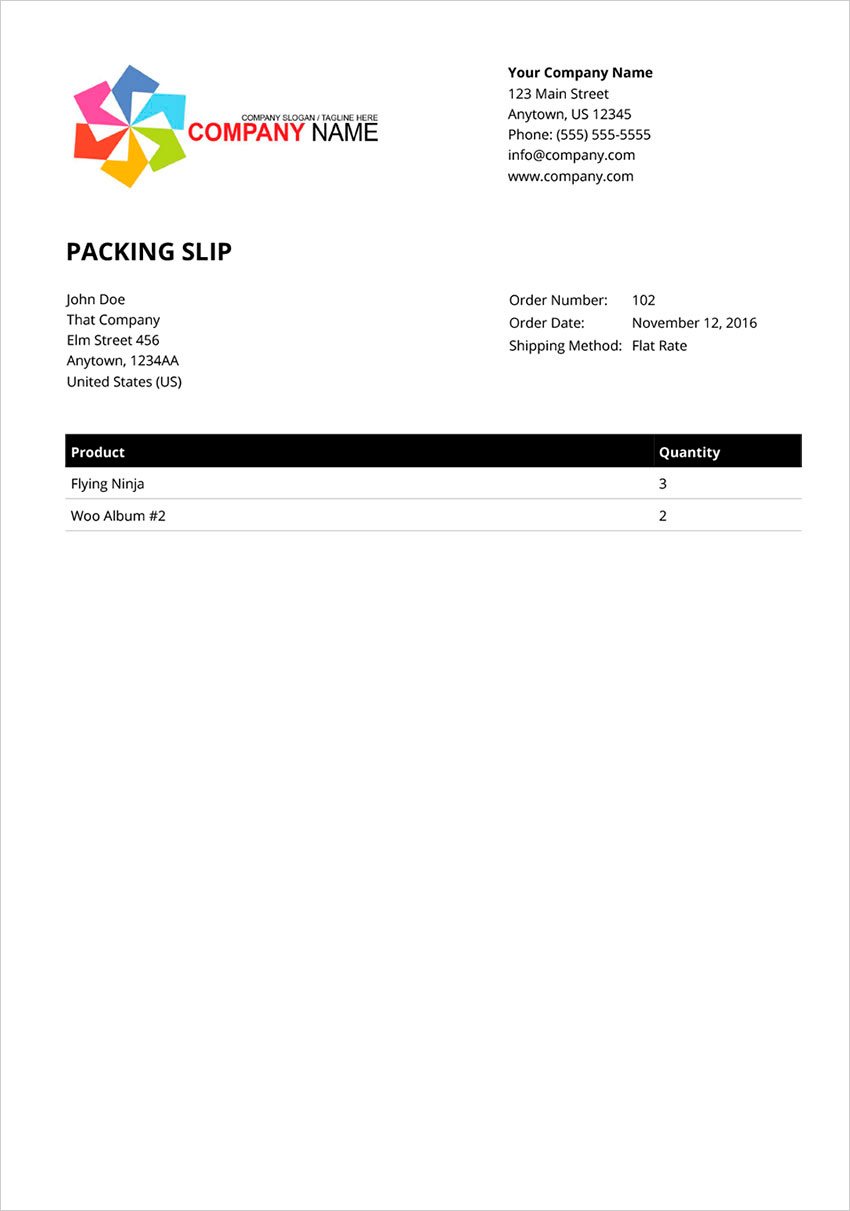 COMPANY SLOGAN / TAGLINE HERE
COMPANY NAME
Your Company Name
123 Main Street
Anytown, US 12345
Phone: (555) 555-5555
info@company.com
www.company.com
PACKING SLIP
John Doe
That Company
Elm Street 456
Anytown, 1234AA
United States (US)
Order Number: 102
Order Date: November 12, 2016
Shipping Method: Flat Rate
Product Quantity
Flying Ninja 3
Woo Album #2 2